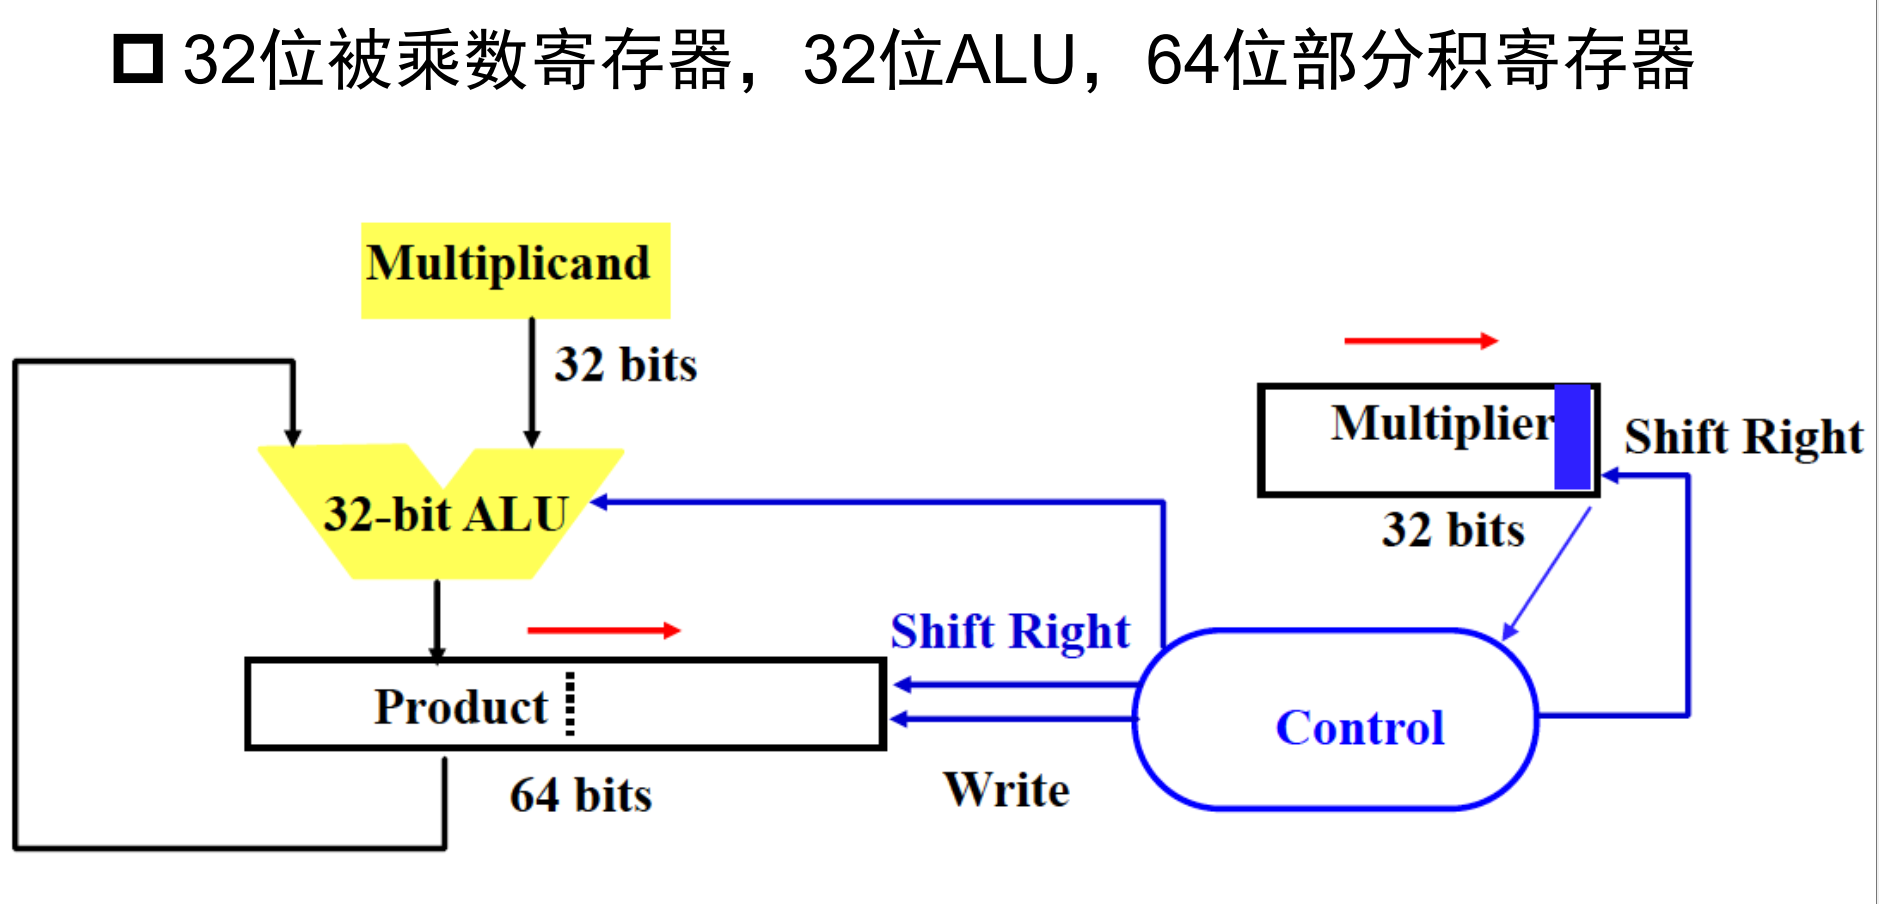 32位被乘数寄存器，32位ALU，64位部分积寄存器
Multiplicand
32 bits
Multiplier
Shift Right
32-bit ALU
32 bits
Shift Right
Product
Control
64 bits
Write